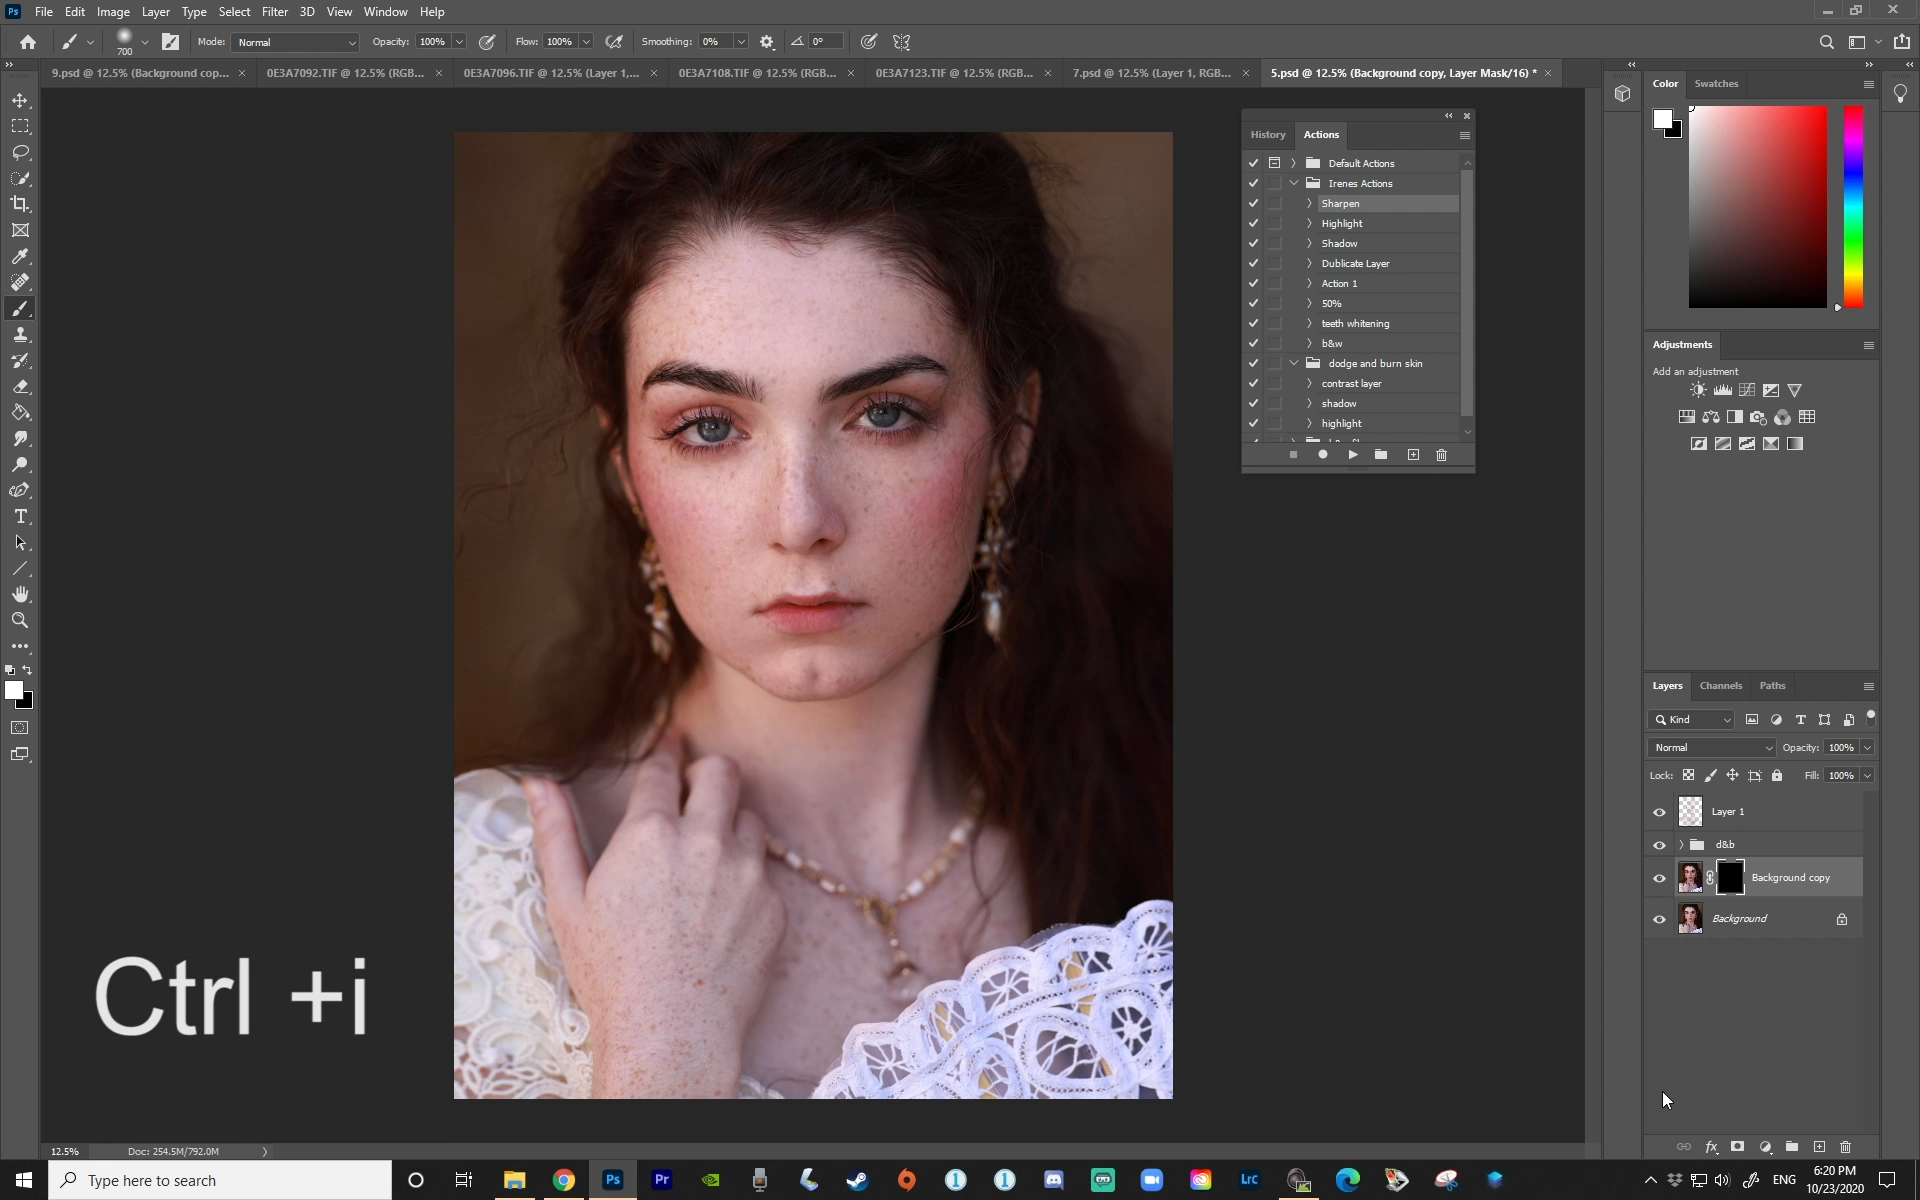 Ps File Edit Image Layer Type Select Filter 3D View Window Help
700 Mode: Normal Opacity: 100% Flow: 100% Smoothing: 0% 0°
9.psd @ 12.5% (Background cop... 0E3A7092.TIF @ 12.5% (RGB... 0E3A7096.TIF @ 12.5% (Layer 1,... 0E3A7108.TIF @ 12.5% (RGB... 0E3A7123.TIF @ 12.5% (RGB... 7.psd @ 12.5% (Layer 1, RGB... 5.psd @ 12.5% (Background copy, Layer Mask/16) *
History Actions
Default Actions
Irenes Actions
Sharpen
Highlight
Shadow
Dublicate Layer
Action 1
50%
teeth whitening
b&w
dodge and burn skin
contrast layer
shadow
highlight
Color Swatches
Adjustments
Add an adjustment
Layers Channels Paths
Kind
Normal Opacity: 100%
Lock: Fill: 100%
Layer 1
d&b
Background copy
Background
Ctrl +i
12.5% Doc: 254.5M/792.0M
Type here to search
Ps Pr Lrc
ENG 6:20 PM
10/23/2020